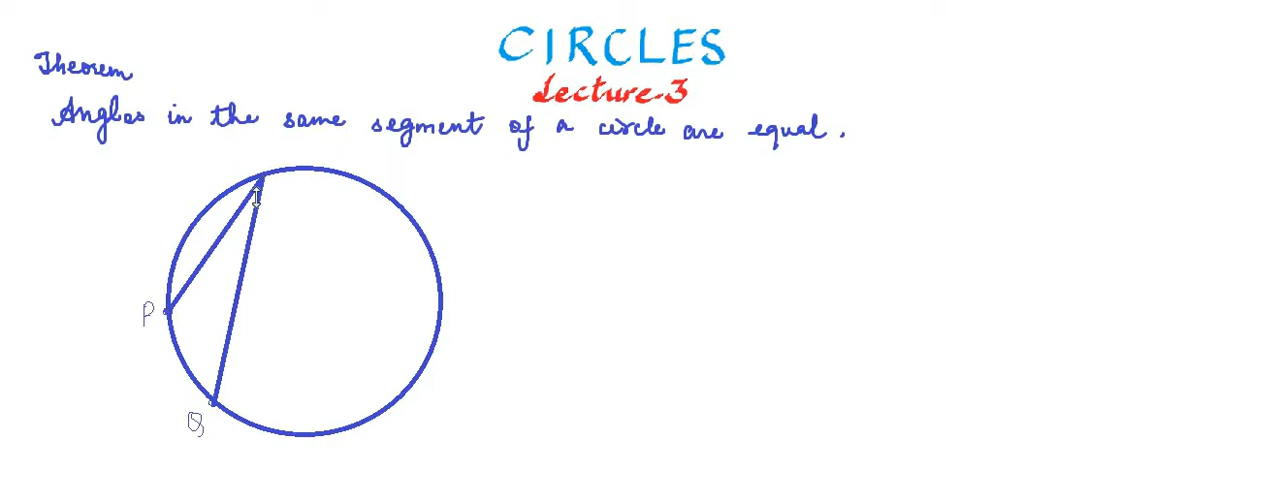 CIRCLES
Lecture-3
Theorem
Angles in the same segment of a circle are equal.
P
Q